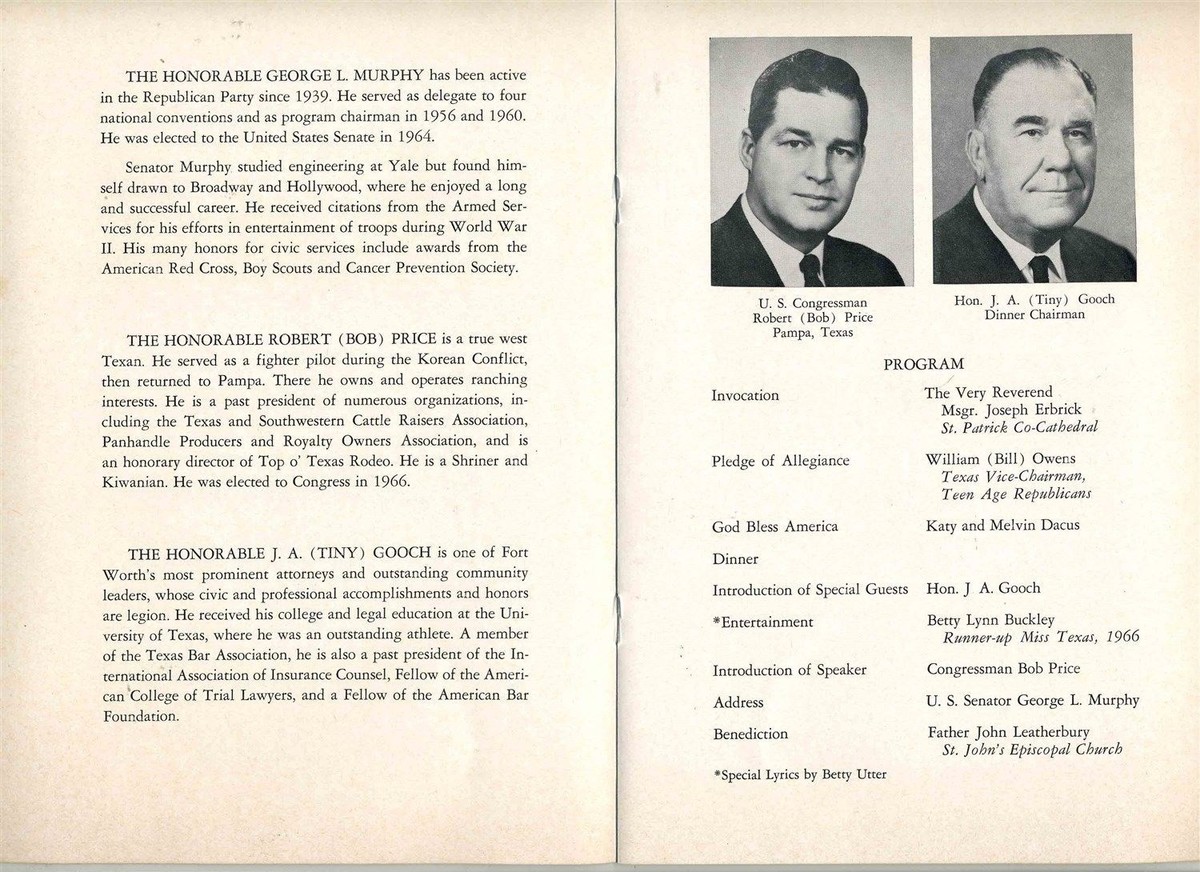 THE HONORABLE GEORGE L. MURPHY has been active
in the Republican Party since 1939. He served as delegate to four
national conventions and as program chairman in 1956 and 1960.
He was elected to the United States Senate in 1964.
Senator Murphy studied engineering at Yale but found him-
self drawn to Broadway and Hollywood, where he enjoyed a long
and successful career. He received citations from the Armed Ser-
vices for his efforts in entertainment of troops during World War
II. His many honors for civic services include awards from the
American Red Cross, Boy Scouts and Cancer Prevention Society.
THE HONORABLE ROBERT (BOB) PRICE is a true west
Texan. He served as a fighter pilot during the Korean Conflict,
then returned to Pampa. There he owns and operates ranching
interests. He is a past president of numerous organizations, in-
cluding the Texas and Southwestern Cattle Raisers Association,
Panhandle Producers and Royalty Owners Association, and is
an honorary director of Top o' Texas Rodeo. He is a Shriner and
Kiwanian. He was elected to Congress in 1966.
THE HONORABLE J. A. (TINY) GOOCH is one of Fort
Worth's most prominent attorneys and outstanding community
leaders, whose civic and professional accomplishments and honors
are legion. He received his college and legal education at the Uni-
versity of Texas, where he was an outstanding athlete. A member
of the Texas Bar Association, he is also a past president of the In-
ternational Association of Insurance Counsel, Fellow of the Ameri-
can College of Trial Lawyers, and a Fellow of the American Bar
Foundation.
U. S. Congressman
Robert (Bob) Price
Pampa, Texas
Hon. J. A. (Tiny) Gooch
Dinner Chairman
PROGRAM
Invocation The Very Reverend
Msgr. Joseph Erbrick
St. Patrick Co-Cathedral
Pledge of Allegiance William (Bill) Owens
Texas Vice-Chairman,
Teen Age Republicans
God Bless America Katy and Melvin Dacus
Dinner
Introduction of Special Guests Hon. J A. Gooch
*Entertainment Betty Lynn Buckley
Runner-up Miss Texas, 1966
Introduction of Speaker Congressman Bob Price
Address U. S. Senator George L. Murphy
Benediction Father John Leatherbury
St. John's Episcopal Church
*Special Lyrics by Betty Utter